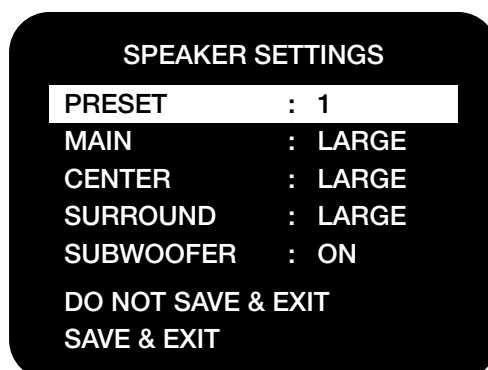 SPEAKER SETTINGS
PRESET : 1
MAIN : LARGE
CENTER : LARGE
SURROUND : LARGE
SUBWOOFER : ON
DO NOT SAVE & EXIT
SAVE & EXIT